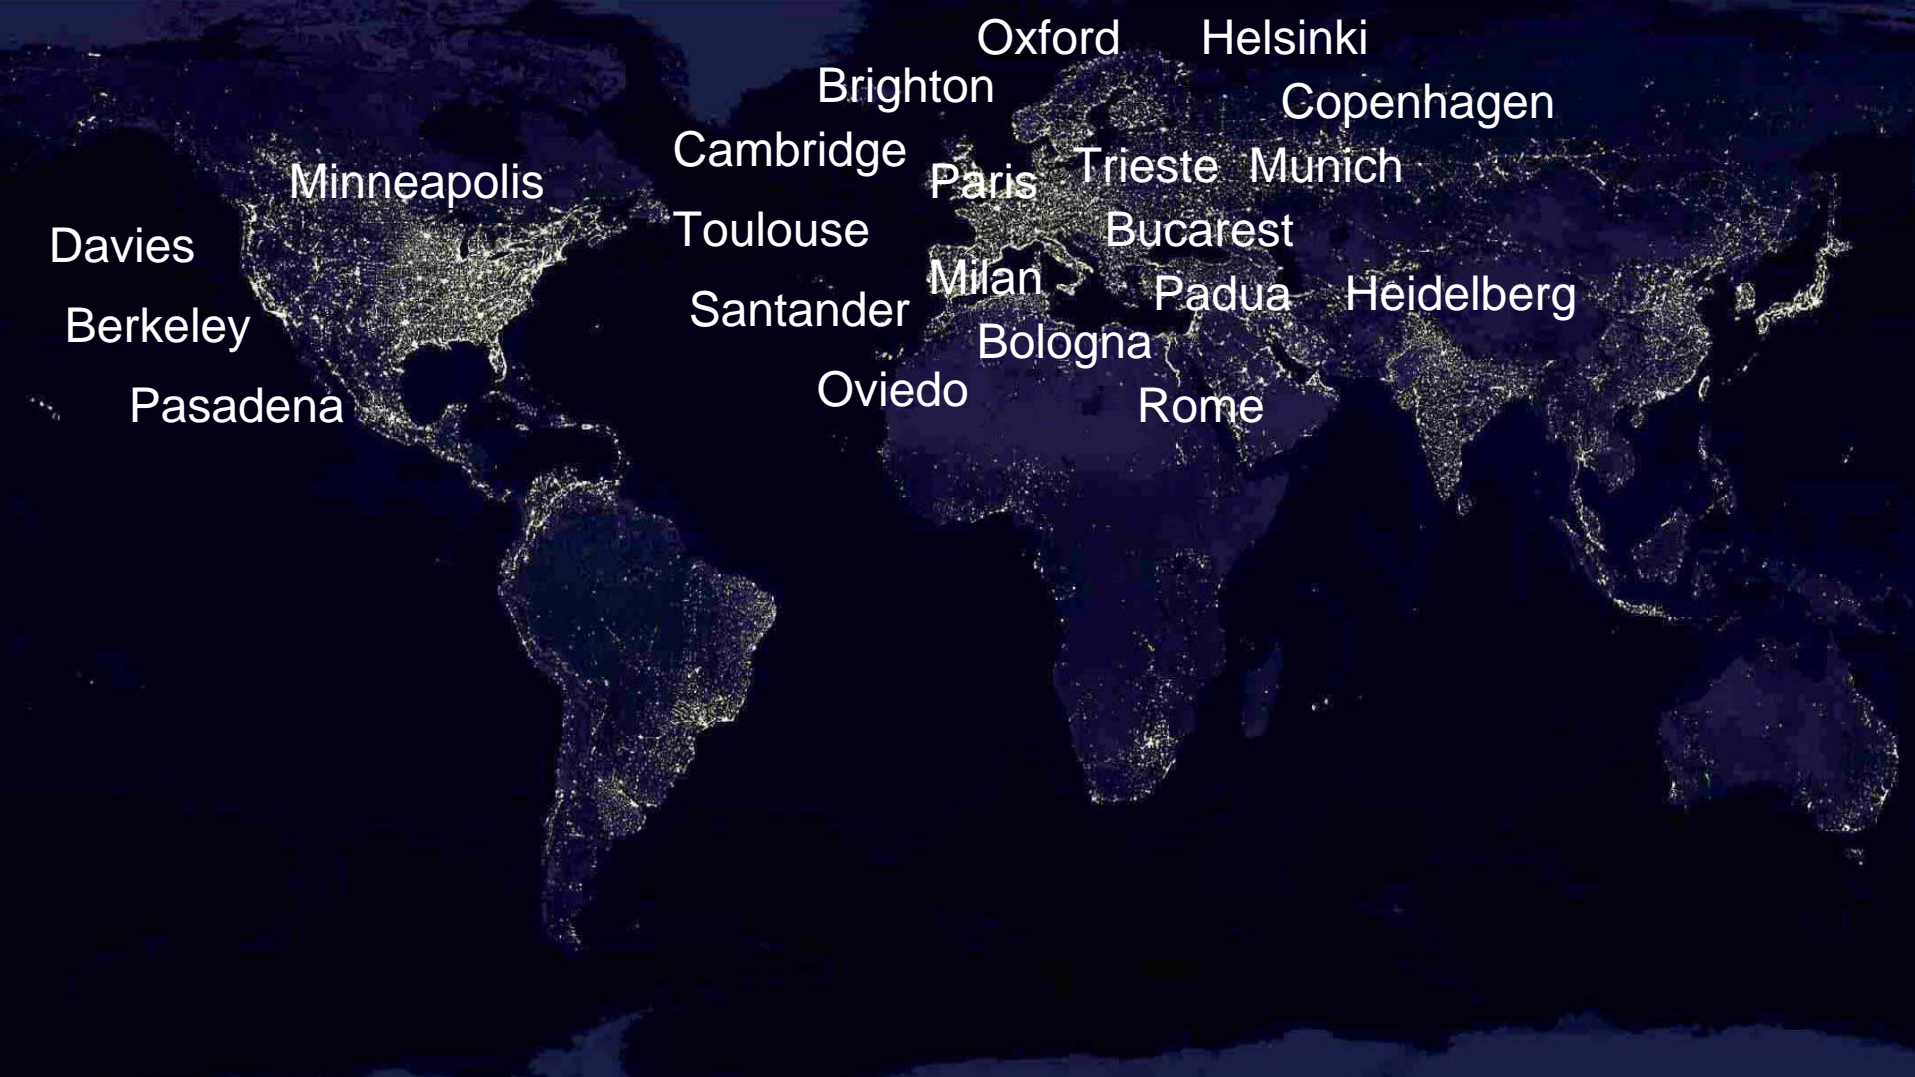 Oxford Helsinki
Brighton
Copenhagen
Cambridge
Trieste Munich
Minneapolis
Paris
Toulouse
Bucarest
Davies
Milan
Padua
Heidelberg
Santander
Berkeley
Bologna
Oviedo
Pasadena
Rome